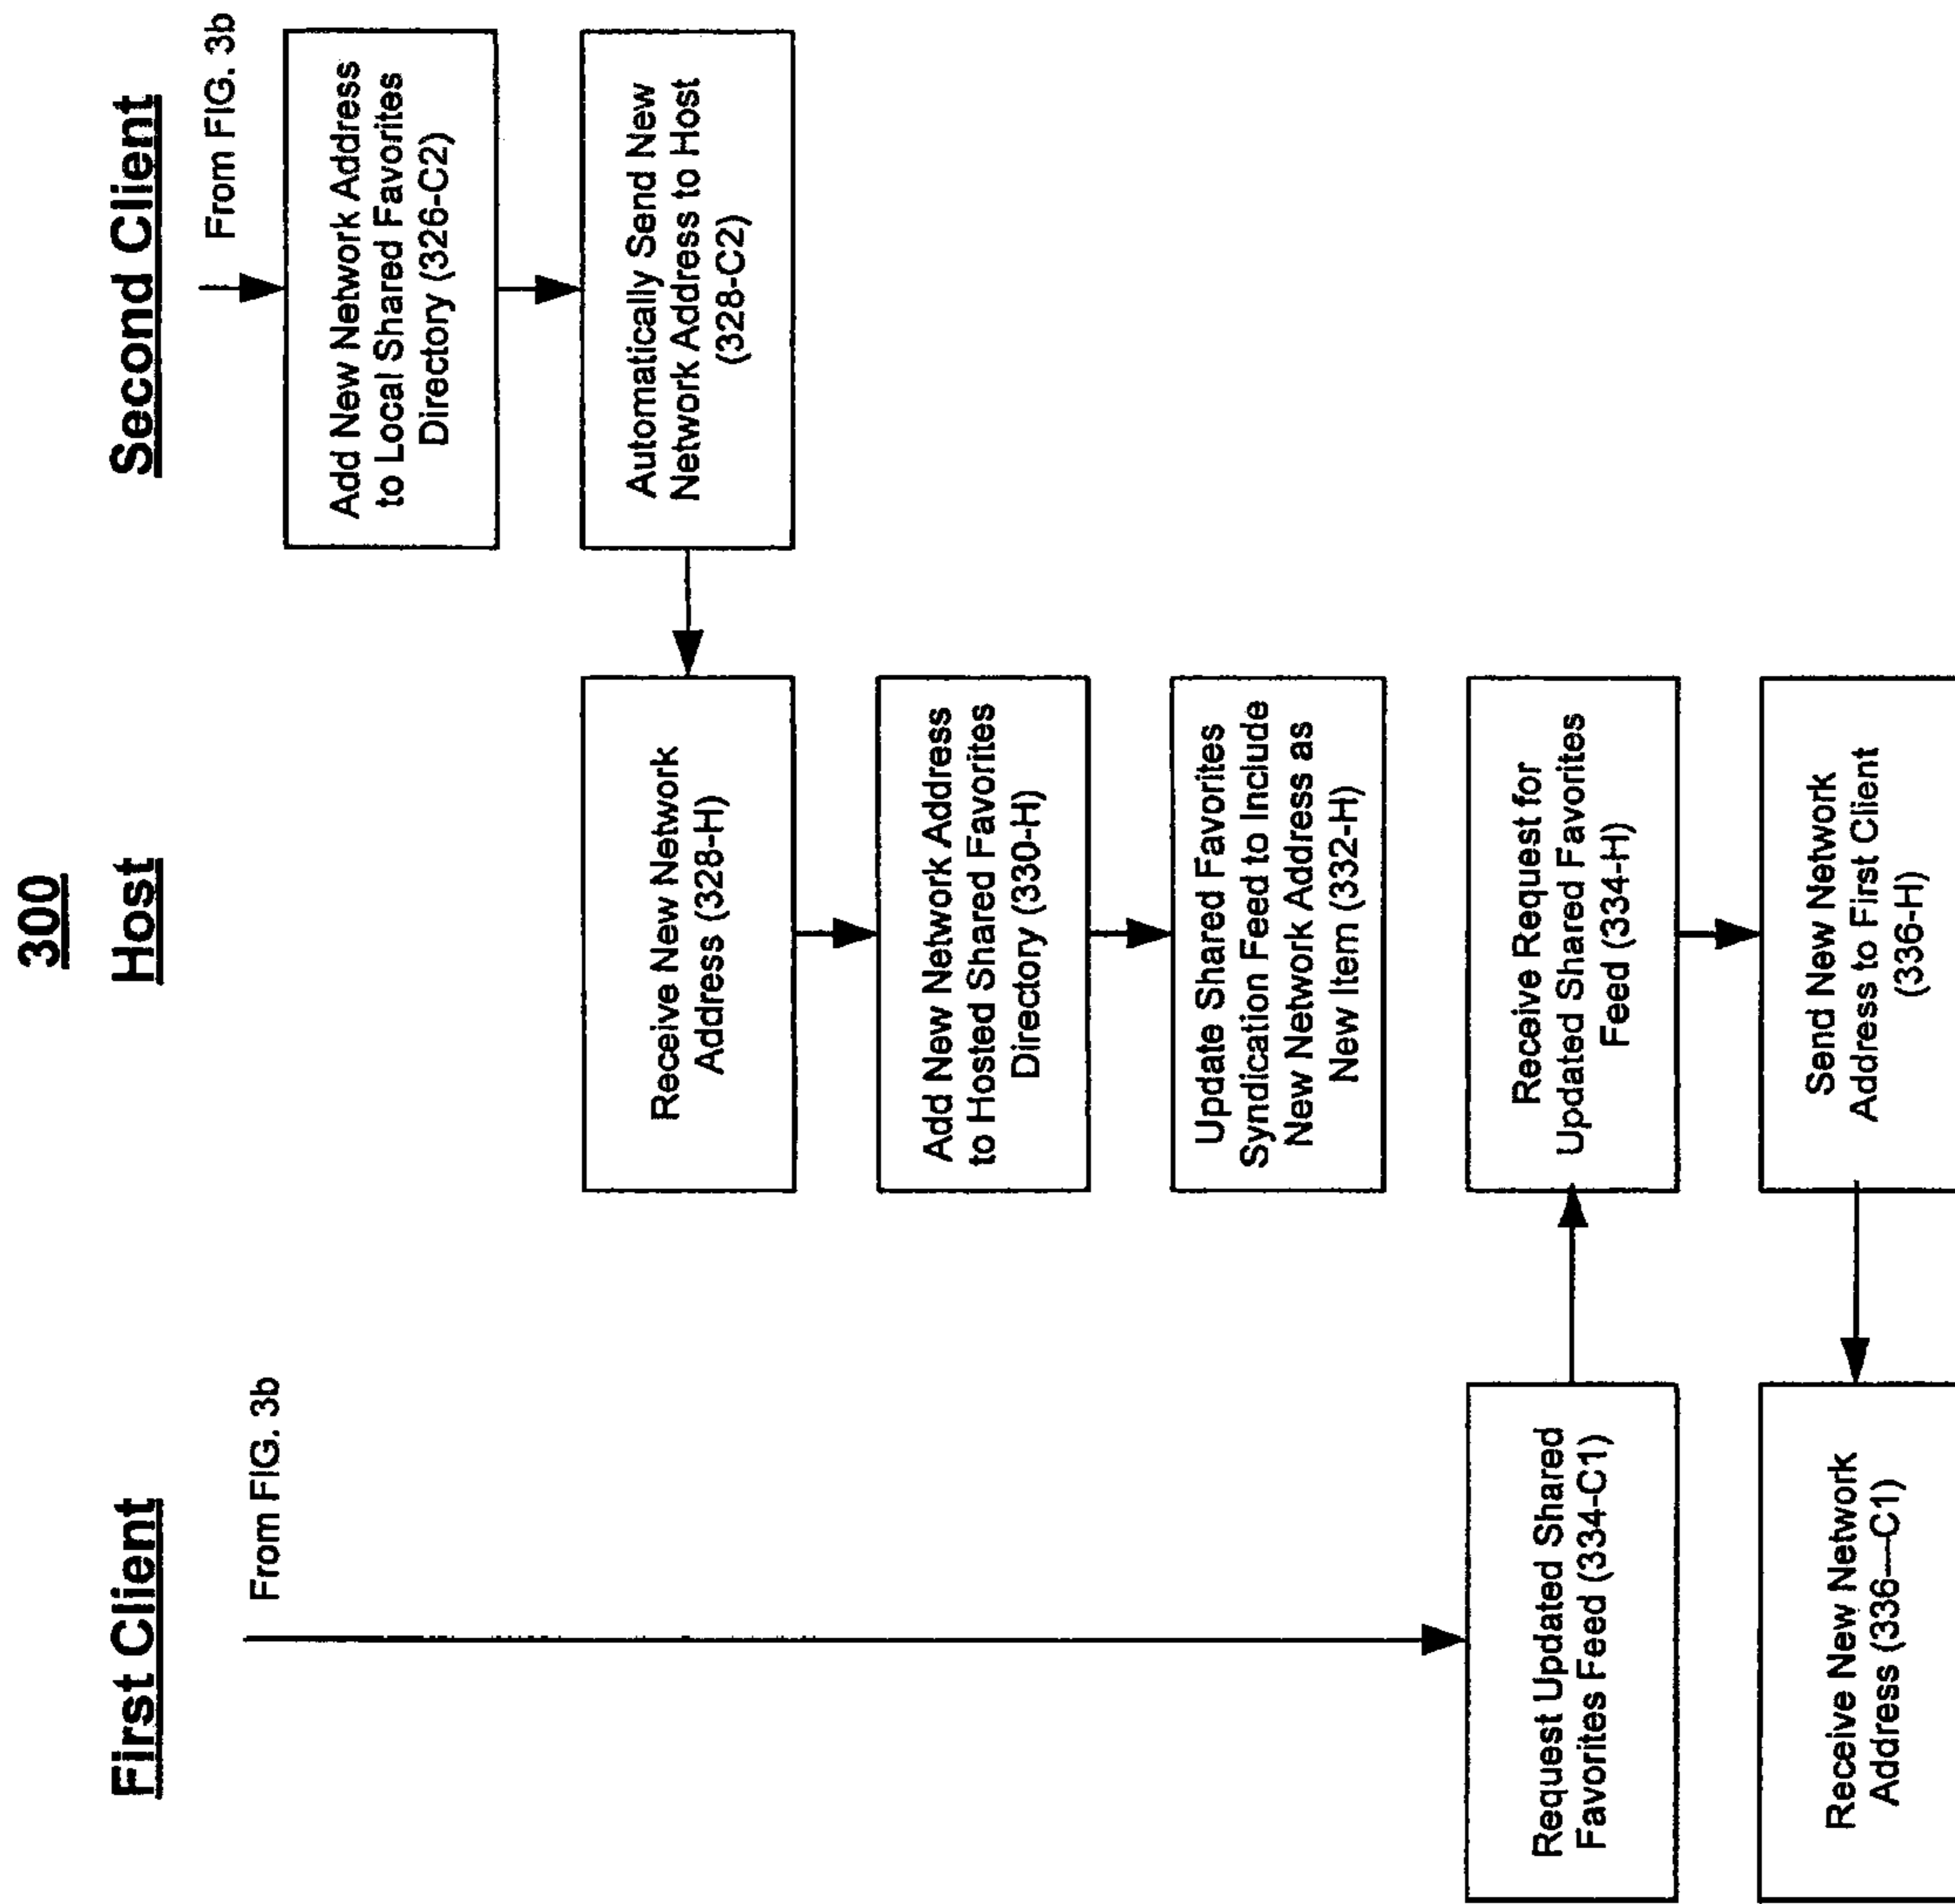 300
First Client
Host
Second Client
From FIG. 3b
From FIG. 3b
Add New Network Address
to Local Shared Favorites
Directory (326-C2)
Automatically Send New
Network Address to Host
(328-C2)
Receive New Network
Address (328-H)
Add New Network Address
to Hosted Shared Favorites
Directory (330-H)
Update Shared Favorites
Syndication Feed to Include
New Network Address as
New Item (332-H)
Request Updated Shared
Favorites Feed (334-C1)
Receive Request for
Updated Shared Favorites
Feed (334-H)
Send New Network
Address to First Client
(336-H)
Receive New Network
Address (336—C1)